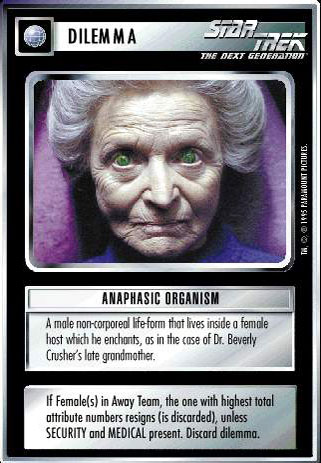 DILEMMA
STAR TREK
THE NEXT GENERATION
TM, © & © 1995 PARAMOUNT PICTURES.
ANAPHASIC ORGANISM
A male non-corporeal life-form that lives inside a female
host which he enchants, as in the case of Dr. Beverly
Crusher's late grandmother.
If Female(s) in Away Team, the one with highest total
attribute numbers resigns (is discarded), unless
SECURITY and MEDICAL present. Discard dilemma.